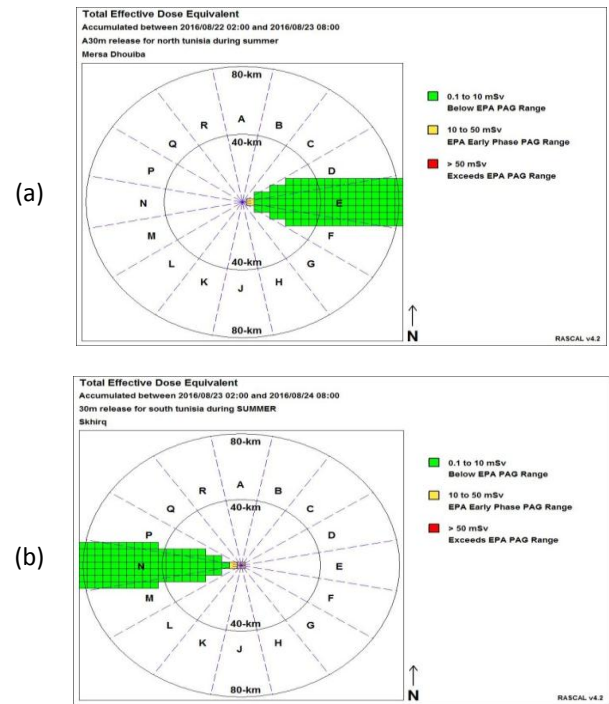 (a)
Total Effective Dose Equivalent
Accumulated between 2016/08/22 02:00 and 2016/08/23 08:00
A30m release for north tunisia during summer
Mersa Dhouiba
80-km
R A B
Q C
40-km
P D
N E
M F
L G
40-km
K J H
80-km
0.1 to 10 mSv
Below EPA PAG Range
10 to 50 mSv
EPA Early Phase PAG Range
> 50 mSv
Exceeds EPA PAG Range
N
RASCAL v4.2
(b)
Total Effective Dose Equivalent
Accumulated between 2016/08/23 02:00 and 2016/08/24 08:00
30m release for south tunisia during SUMMER
Skhirq
80-km
R A B
Q C
40-km
P D
N E
M F
L G
40-km
K J H
80-km
0.1 to 10 mSv
Below EPA PAG Range
10 to 50 mSv
EPA Early Phase PAG Range
> 50 mSv
Exceeds EPA PAG Range
N
RASCAL v4.2